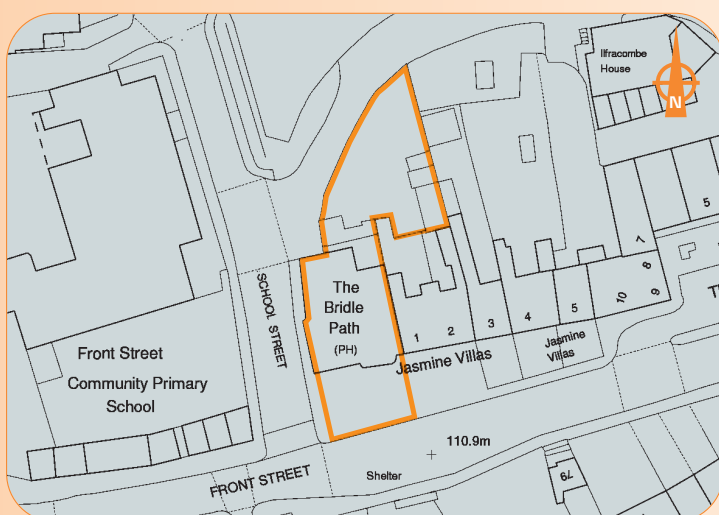 Ilfracombe
House
N
5
7
8
9
10
SCHOOL STREET
The
Bridle
Path
(PH)
1
2
3
4
5
Jasmine Villas
Jasmine
Villas
Front Street
Community Primary
School
110.9m
FRONT STREET
Shelter
79